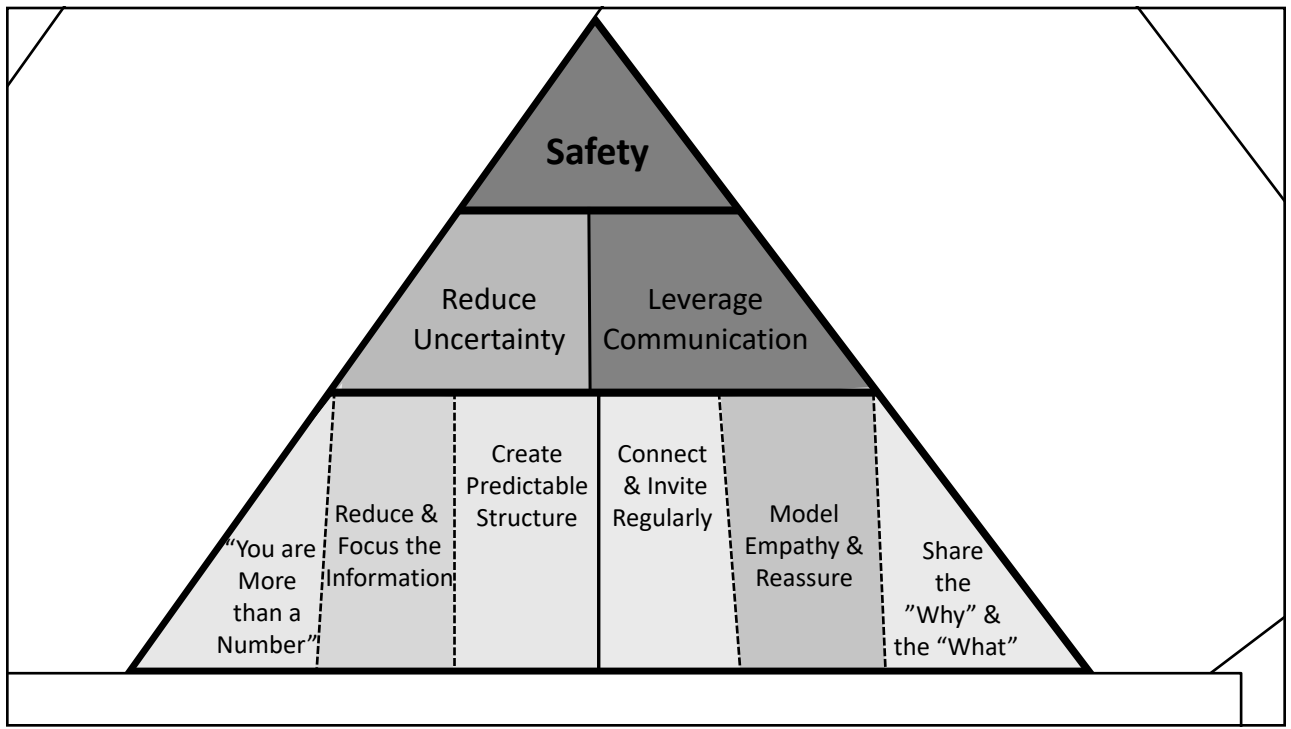 Safety
Reduce
Uncertainty
Leverage
Communication
“You are
More
than a
Number”
Reduce &
Focus the
Information
Create
Predictable
Structure
Connect
& Invite
Regularly
Model
Empathy &
Reassure
Share
the
”Why” &
the “What”